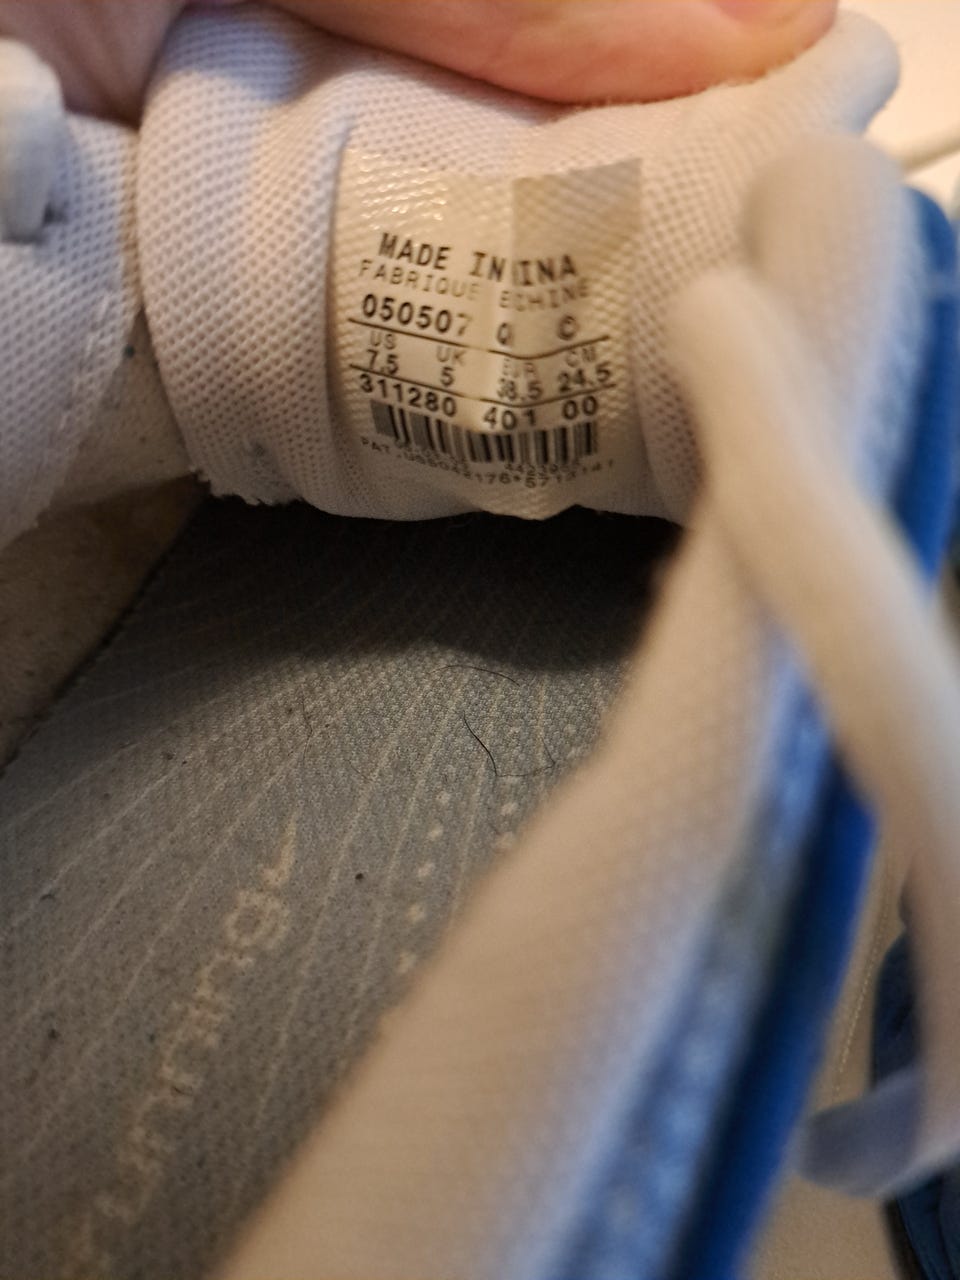 MADE IN INA
FABRIQUE E CHINE
050507 Q ©
US UK EUR CM
7.5 5 38.5 24.5
311280 401 00
running